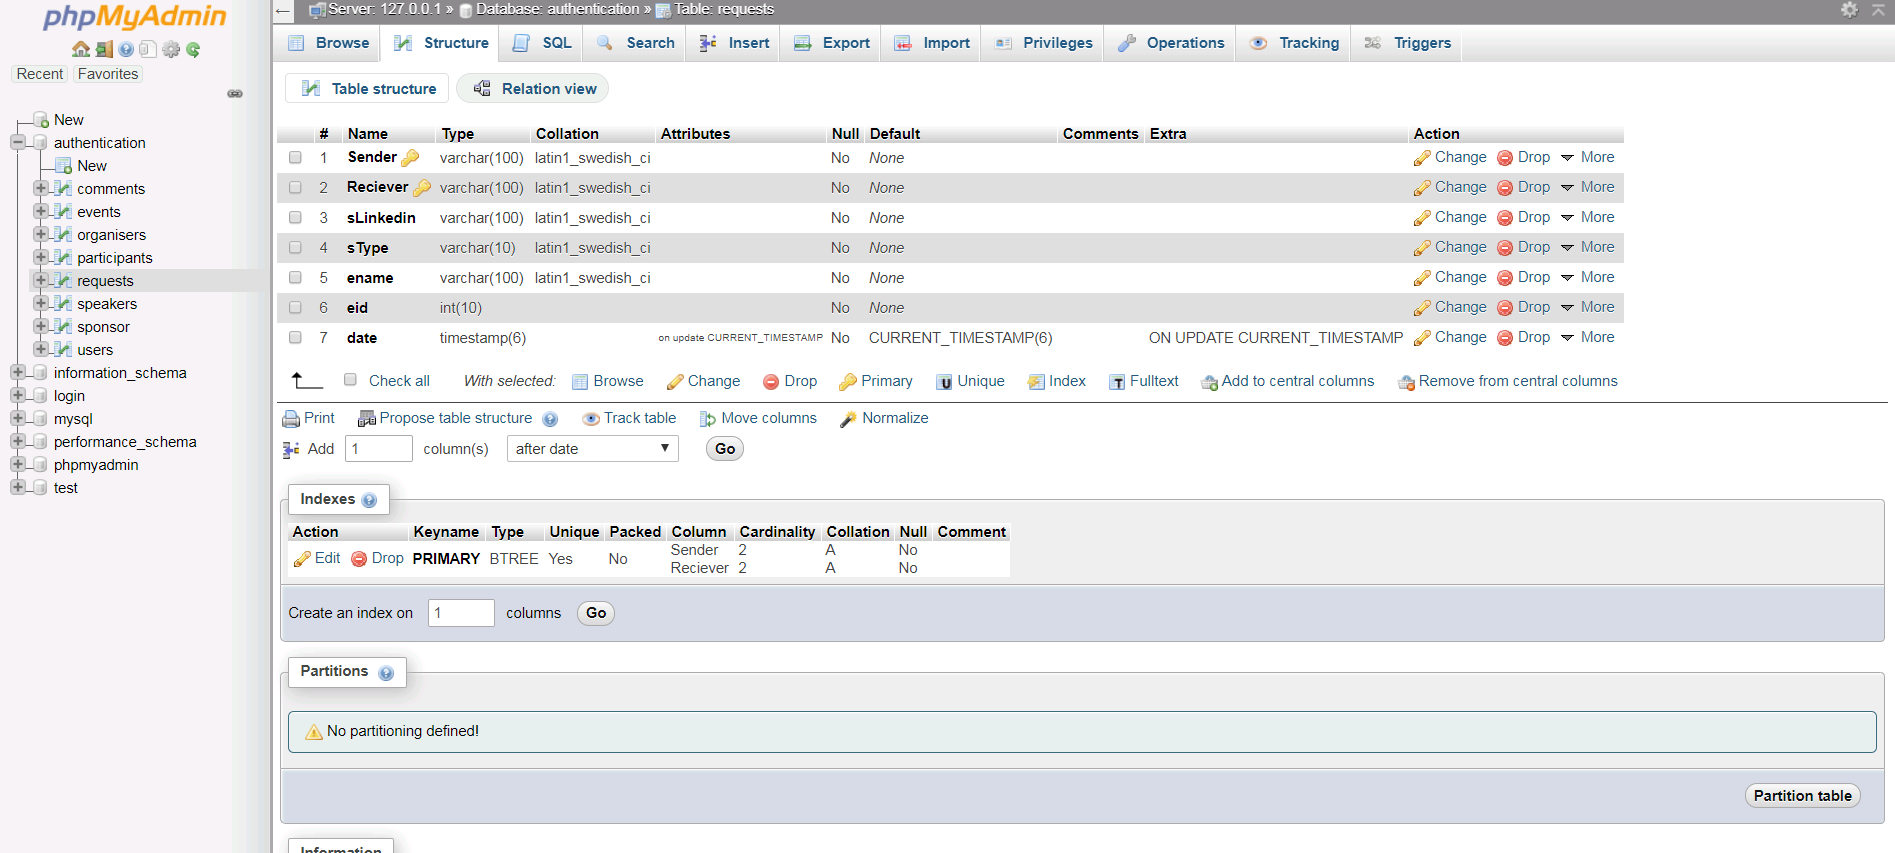 phpMyAdmin
Recent Favorites
New
authentication
New
comments
events
organisers
participants
requests
speakers
sponsor
users
information_schema
login
mysql
performance_schema
phpmyadmin
test
← Server: 127.0.0.1 » Database: authentication » Table: requests
Browse Structure SQL Search Insert Export Import Privileges Operations Tracking Triggers
Table structure Relation view
# Name Type Collation Attributes Null Default Comments Extra Action
1 Sender varchar(100) latin1_swedish_ci No None Change Drop More
2 Reciever varchar(100) latin1_swedish_ci No None Change Drop More
3 sLinkedin varchar(100) latin1_swedish_ci No None Change Drop More
4 sType varchar(10) latin1_swedish_ci No None Change Drop More
5 ename varchar(100) latin1_swedish_ci No None Change Drop More
6 eid int(10) No None Change Drop More
7 date timestamp(6) on update CURRENT_TIMESTAMP No CURRENT_TIMESTAMP(6) ON UPDATE CURRENT_TIMESTAMP Change Drop More
Check all With selected: Browse Change Drop Primary Unique Index Fulltext Add to central columns Remove from central columns
Print Propose table structure Track table Move columns Normalize
Add 1 column(s) after date Go
Indexes
Action Keyname Type Unique Packed Column Cardinality Collation Null Comment
Edit Drop PRIMARY BTREE Yes No Sender 2 A No
Reciever 2 A No
Create an index on 1 columns Go
Partitions
No partitioning defined!
Partition table
Information